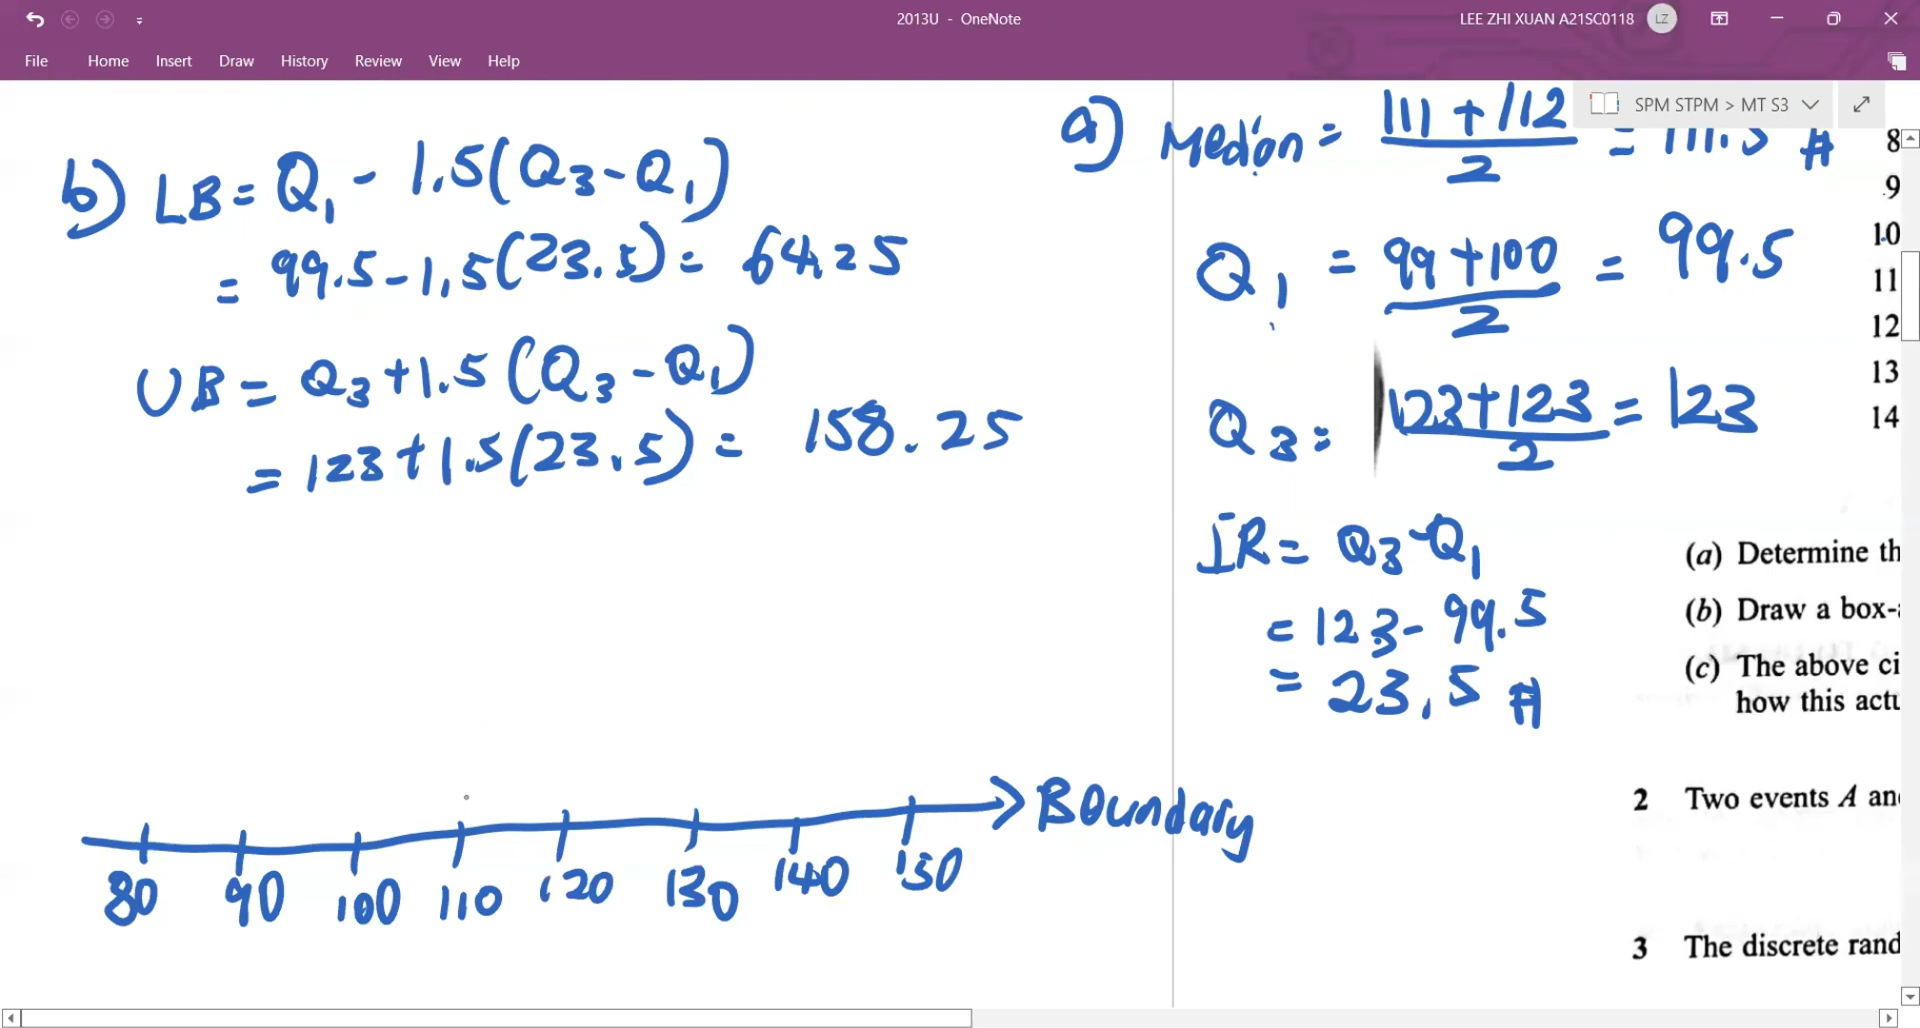 2013U - OneNote
LEE ZHI XUAN A21SC0118
LZ
File Home Insert Draw History Review View Help
SPM STPM > MT S3
b) LB = Q₁ - 1.5(Q₃-Q₁)
= 99.5-1.5(23.5) = 64.25
UB = Q₃+1.5(Q₃-Q₁)
= 123+1.5(23.5) = 158.25
80 90 100 110 120 130 140 150
Boundary
a) Median = (111+112)/2 = 111.5 #
Q₁ = (99+100)/2 = 99.5
Q₃ = (123+123)/2 = 123
IR = Q₃-Q₁
= 123-99.5
= 23.5 #
8
9
10
11
12
13
14
(a) Determine th
(b) Draw a box-
(c) The above ci
how this actu
2 Two events A an
3 The discrete rand